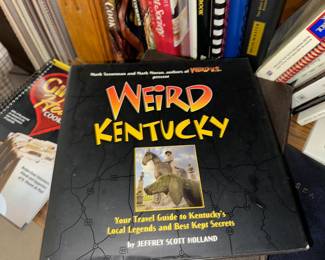 Mark Sceurman and Mark Moran, authors of WEIRD U.S.
present
WEiRD
KENTUCKY
Your Travel Guide to Kentucky's
Local Legends and Best Kept Secrets
by JEFFREY SCOTT HOLLAND
Society